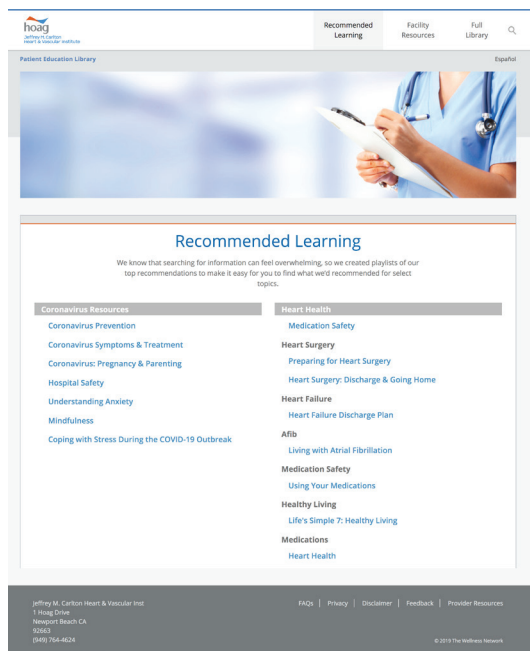 hoag
Jeffrey M. Carlton
Heart & Vascular Institute
Recommended
Learning
Facility
Resources
Full
Library
Patient Education Library
Español
Recommended Learning
We know that searching for information can feel overwhelming, so we created playlists of our
top recommendations to make it easy for you to find what we'd recommended for select
topics.
Coronavirus Resources
Coronavirus Prevention
Coronavirus Symptoms & Treatment
Coronavirus: Pregnancy & Parenting
Hospital Safety
Understanding Anxiety
Mindfulness
Coping with Stress During the COVID-19 Outbreak
Heart Health
Medication Safety
Heart Surgery
Preparing for Heart Surgery
Heart Surgery: Discharge & Going Home
Heart Failure
Heart Failure Discharge Plan
Afib
Living with Atrial Fibrillation
Medication Safety
Using Your Medications
Healthy Living
Life's Simple 7: Healthy Living
Medications
Heart Health
Jeffrey M. Carlton Heart & Vascular Inst
1 Hoag Drive
Newport Beach CA
92663
(949) 764-4624
FAQs | Privacy | Disclaimer | Feedback | Provider Resources
© 2019 The Wellness Network